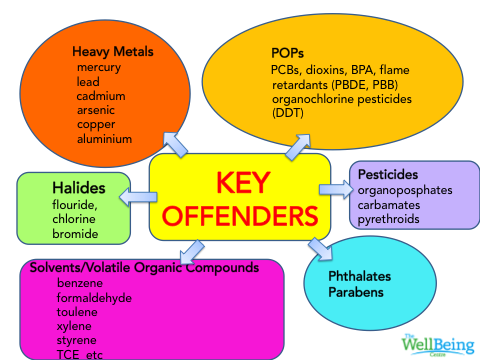 Heavy Metals
mercury
lead
cadmium
arsenic
copper
aluminium
POPs
PCBs, dioxins, BPA, flame
retardants (PBDE, PBB)
organochlorine pesticides
(DDT)
KEY
OFFENDERS
Halides
flouride,
chlorine
bromide
Pesticides
organoposphates
carbamates
pyrethroids
Solvents/Volatile Organic Compounds
benzene
formaldehyde
toulene
xylene
styrene
TCE etc
Phthalates
Parabens
The
WellBeing
Centre